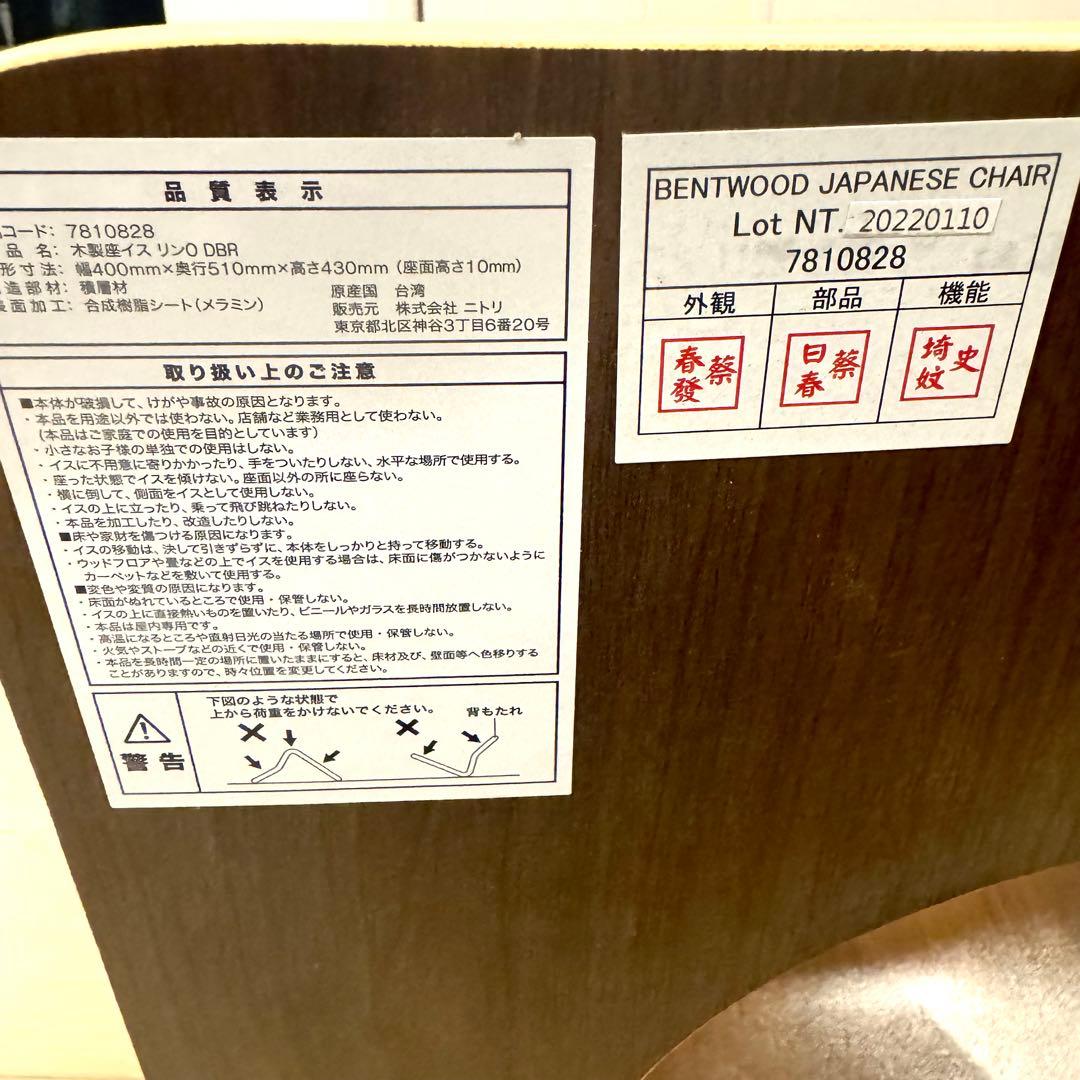 品質表示
コード: 7810828
品 名: 木製座イス リン0 DBR
形寸法: 幅400mm×奥行510mm×高さ430mm (座面高さ10mm)
造部材: 積層材
原産国 台湾
表面加工: 合成樹脂シート(メラミン)
販売元 株式会社 ニトリ
東京都北区神谷3丁目6番20号
取り扱い上のご注意
■本体が破損して、けがや事故の原因となります。
・本品を用途以外では使わない。店舗など業務用として使わない。
(本品はご家庭での使用を目的としています)
・小さなお子様の単独での使用はしない。
・イスに不用意に寄りかかったり、手をついたりしない、水平な場所で使用する。
・座った状態でイスを傾けない。座面以外の所に座らない。
・横に倒して、側面をイスとして使用しない。
・イスの上に立ったり、乗って飛び跳ねたりしない。
・本品を加工したり、改造したりしない。
■床や家財を傷つける原因になります。
・イスの移動は、決して引きずらずに、本体をしっかりと持って移動する。
・ウッドフロアや畳などの上でイスを使用する場合は、床面に傷がつかないように
カーペットなどを敷いて使用する。
■変色や変質の原因になります。
・床面がぬれているところで使用・保管しない。
・イスの上に直接熱いものを置いたり、ビニールやガラスを長時間放置しない。
・本品は屋内専用です。
・高温になるところや直射日光の当たる場所で使用・保管しない。
・火気やストーブなどの近くで使用・保管しない。
・本品を長時間一定の場所に置いたままにすると、床材及び、壁面等へ色移りする
ことがありますので、時々位置を変更してください。
警告
下図のような状態で
上から荷重をかけないでください。
背もたれ
BENTWOOD JAPANESE CHAIR
Lot NT. 20220110
7810828
外観 部品 機能
蔡春發
蔡日春
史埼妏